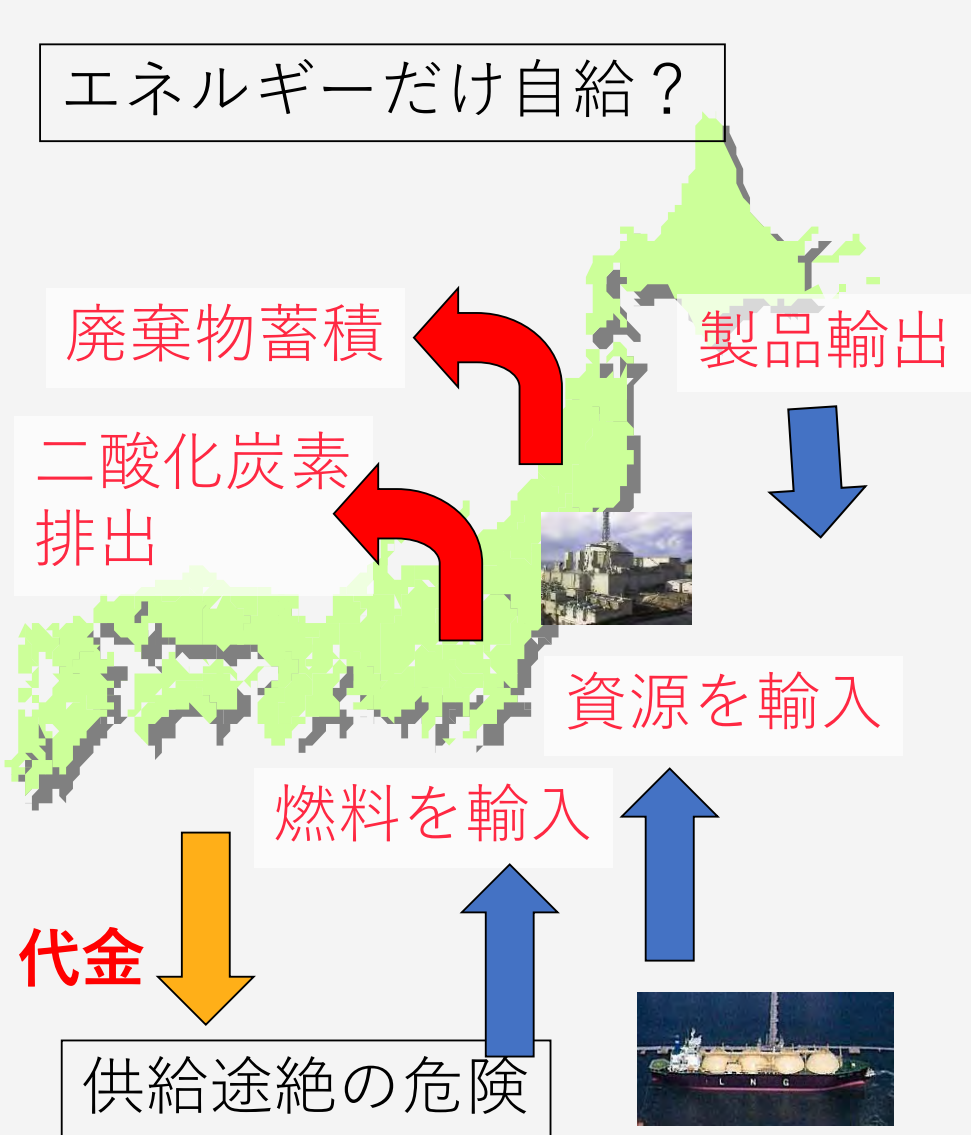 エネルギーだけ自給？
廃棄物蓄積
製品輸出
二酸化炭素
排出
資源を輸入
燃料を輸入
代金
供給途絶の危険
LNG